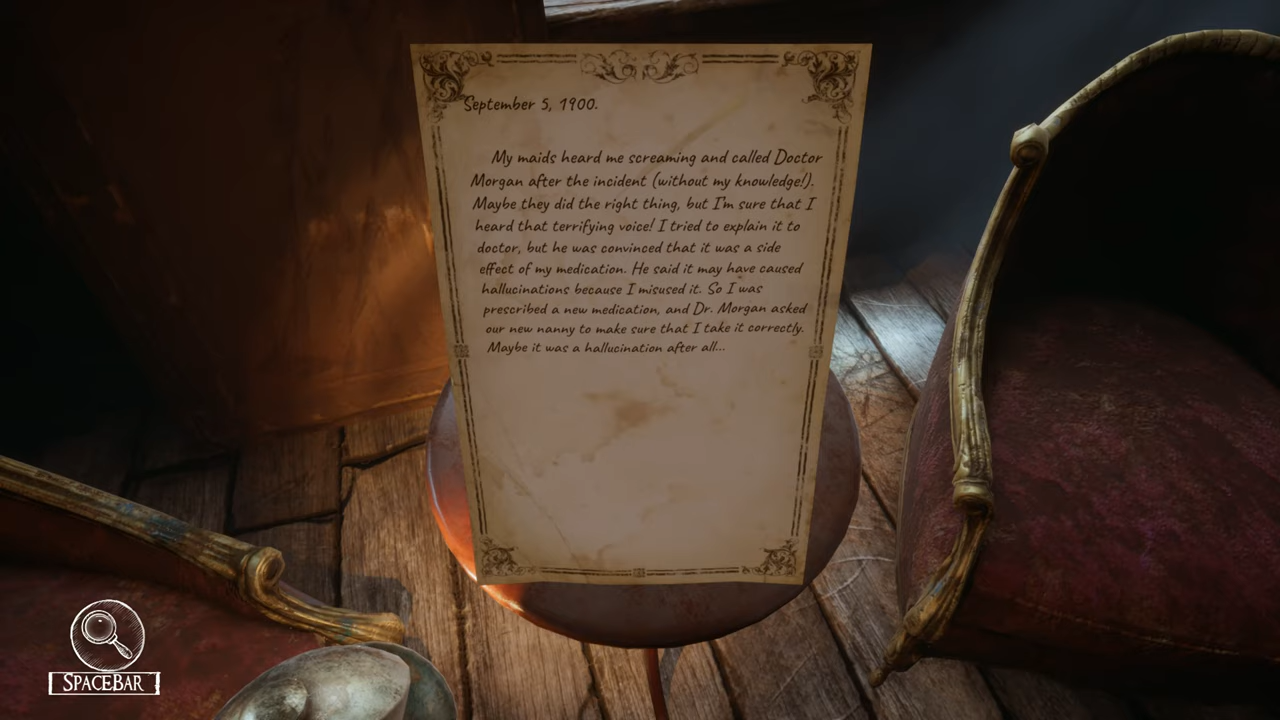 September 5, 1900.
My maids heard me screaming and called Doctor
Morgan after the incident (without my knowledge!).
Maybe they did the right thing, but I'm sure that I
heard that terrifying voice! I tried to explain it to
doctor, but he was convinced that it was a side
effect of my medication. He said it may have caused
hallucinations because I misused it. So I was
prescribed a new medication, and Dr. Morgan asked
our new nanny to make sure that I take it correctly.
Maybe it was a hallucination after all...
SPACEBAR